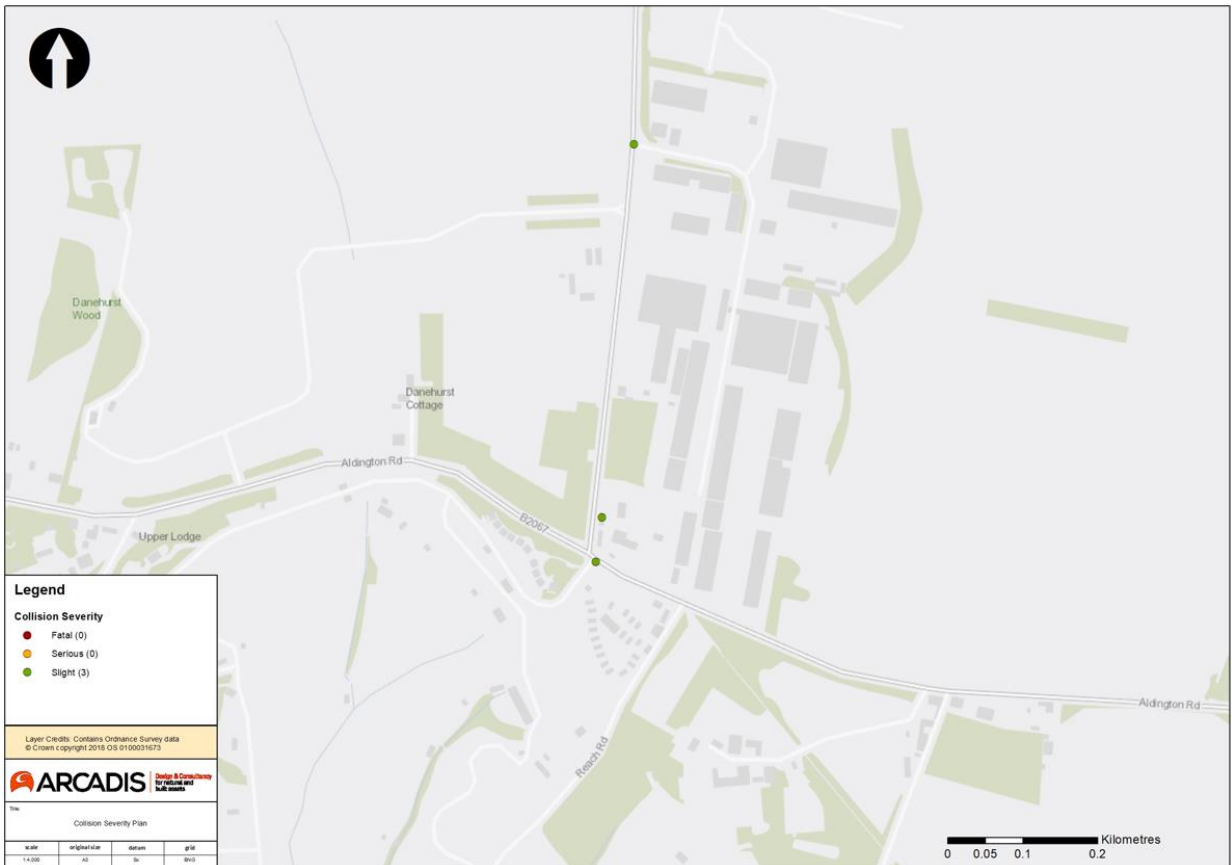 Danehurst
Wood
Danehurst
Cottage
Aldington Rd
B2067
Upper Lodge
Reach Rd
Aldington Rd
Legend
Collision Severity
Fatal (0)
Serious (0)
Slight (3)
Layer Credits: Contains Ordnance Survey data
© Crown copyright 2018 OS 0100031673
ARCADIS
Design & Consultancy
for natural and
built assets
Title:
Collision Severity Plan
scale original size datum grid
A3 BNG
Kilometres
0 0.05 0.1 0.2